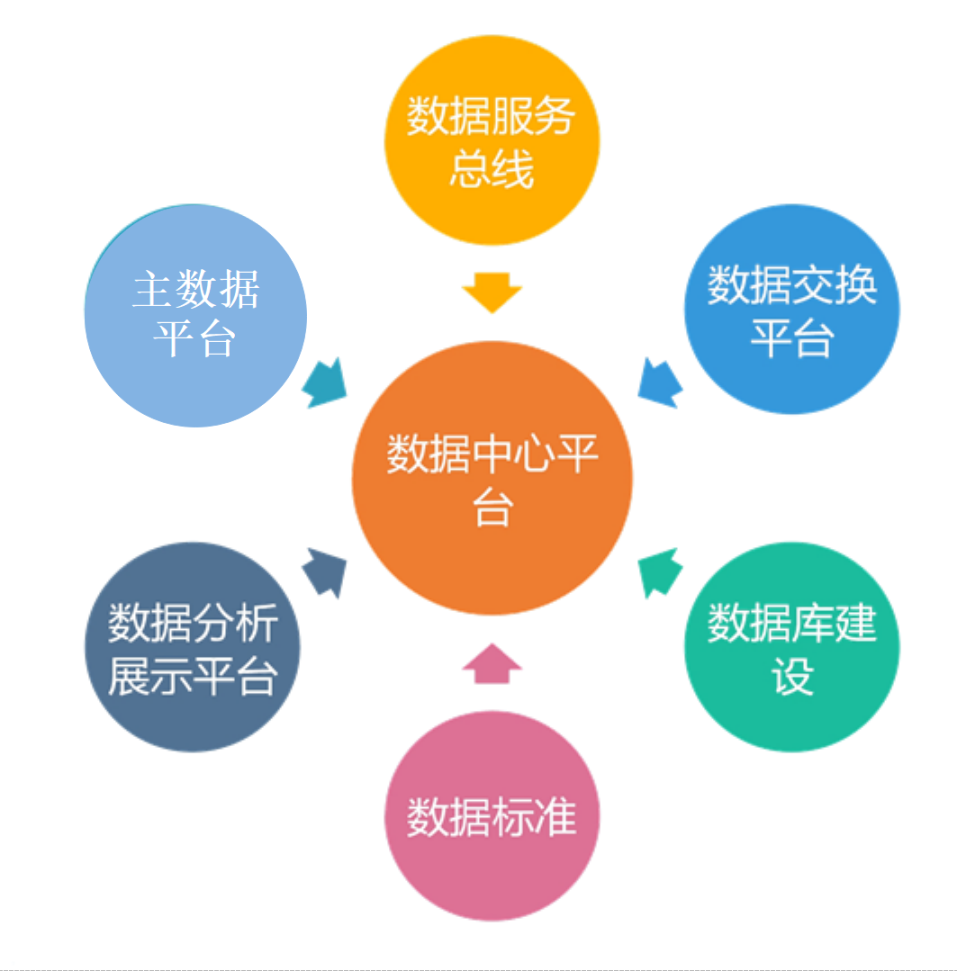 数据服务
总线
主数据
平台
数据交换
平台
数据中心平
台
数据分析
展示平台
数据库建
设
数据标准